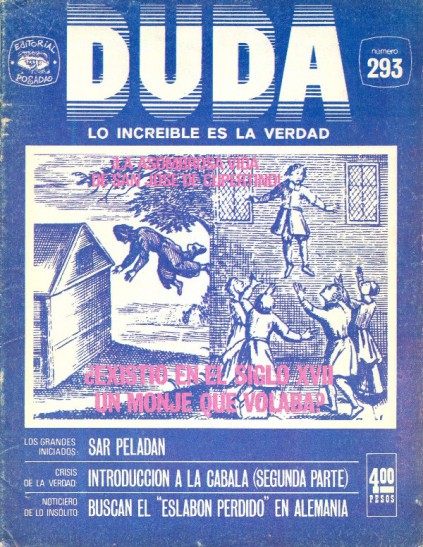 EDITORIAL
POSADA
DUDA
número
293
LO INCREIBLE ES LA VERDAD
¡LA ASOMBROSA VIDA
DE SAN JOSE DE CUPERTINO!
¿EXISTIO EN EL SIGLO XVII
UN MONJE QUE VOLABA?
LOS GRANDES
INICIADOS:
SAR PELADAN
CRISIS
DE LA VERDAD:
INTRODUCCION A LA CABALA (SEGUNDA PARTE)
NOTICIERO
DE LO INSÓLITO:
BUSCAN EL "ESLABON PERDIDO" EN ALEMANIA
4.00
PESOS